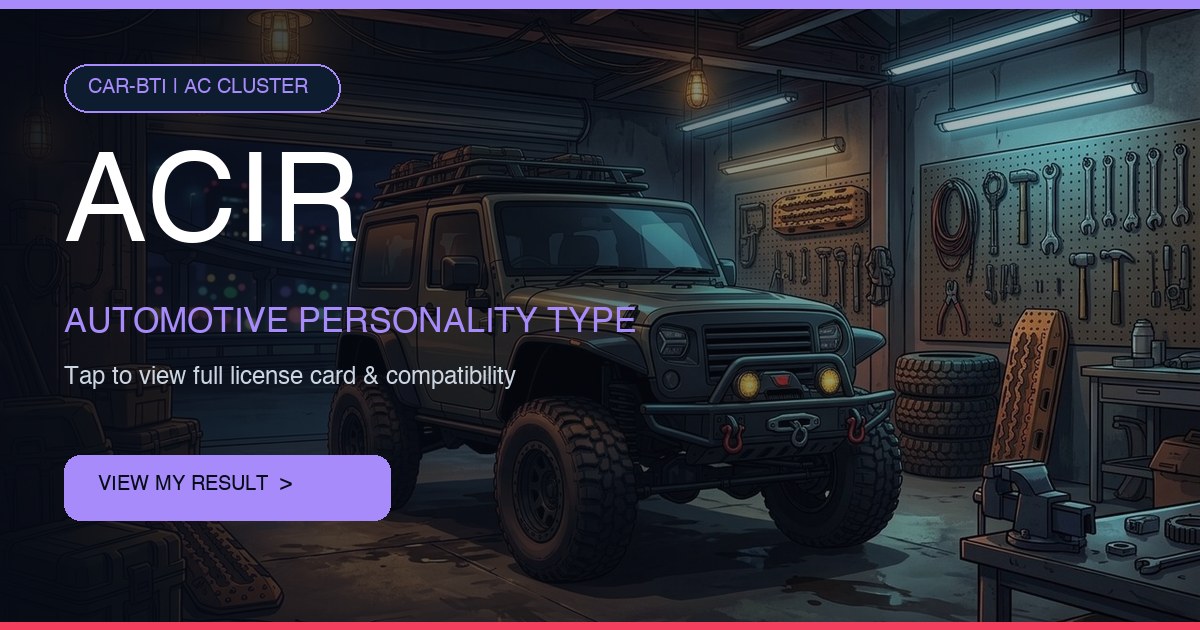 CAR-BTI | AC CLUSTER
ACIR
AUTOMOTIVE PERSONALITY TYPE
Tap to view full license card & compatibility
VIEW MY RESULT >